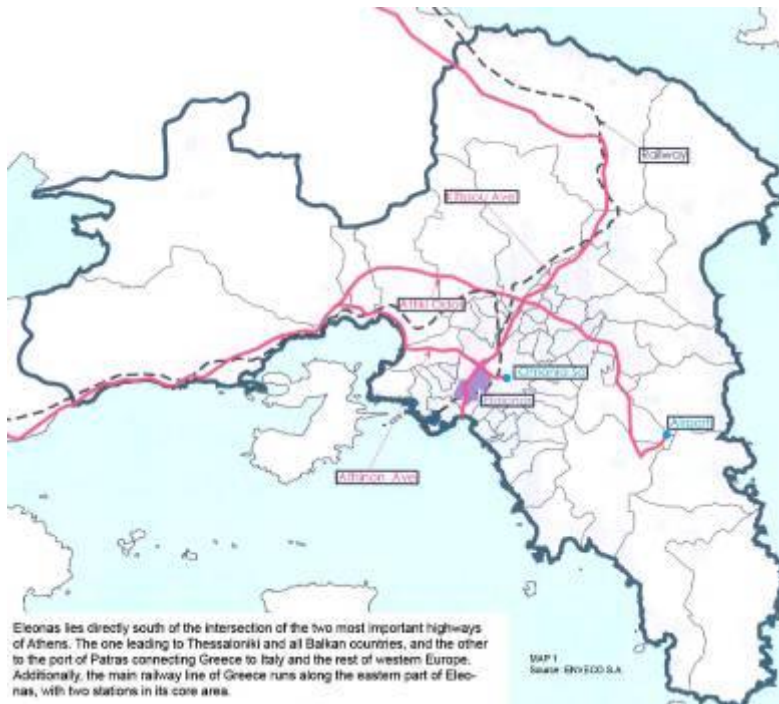 Railway
Kifissou Ave
Attiki Odos
Omonia Sq
Eleonas
Airport
Athinon Ave
Eleonas lies directly south of the intersection of the two most important highways
of Athens. The one leading to Thessaloniki and all Balkan countries, and the other
to the port of Patras connecting Greece to Italy and the rest of western Europe.
Additionally, the main railway line of Greece runs along the eastern part of Eleo-
nas, with two stations in its core area.
MAP 1
Source: ENVECO S.A.